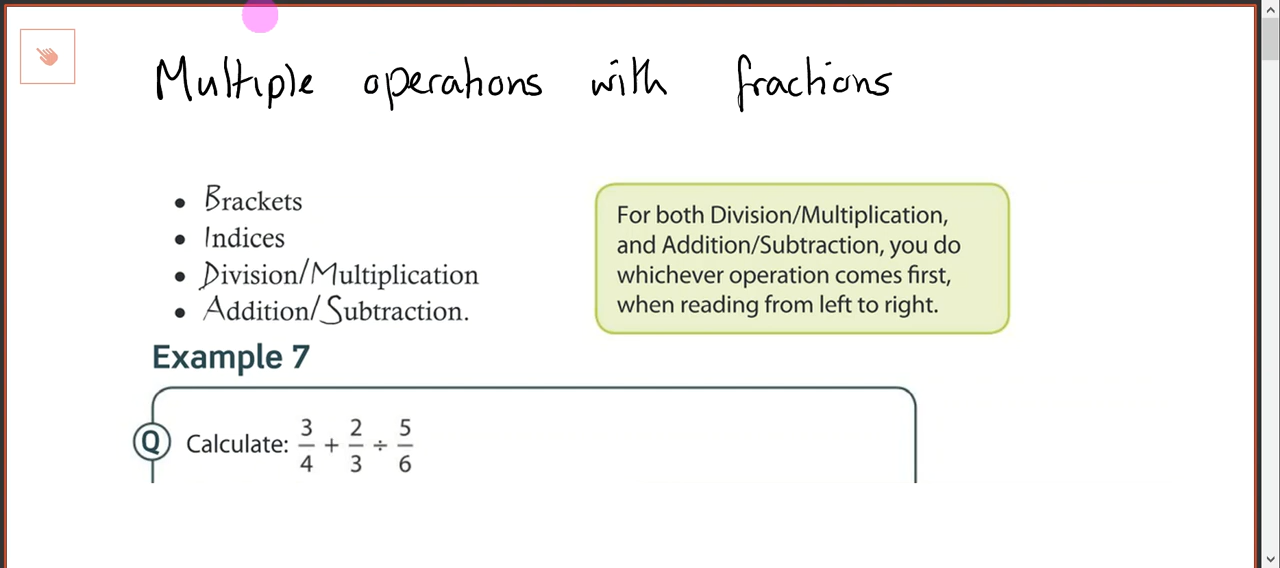 Multiple operations with fractions
• Brackets
• Indices
• Division/Multiplication
• Addition/Subtraction.
For both Division/Multiplication,
and Addition/Subtraction, you do
whichever operation comes first,
when reading from left to right.
Example 7
Q Calculate: 3/4 + 2/3 ÷ 5/6